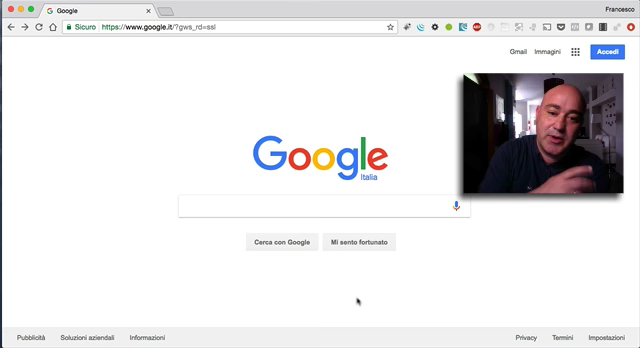 Francesco
Google
Sicuro https://www.google.it/?gws_rd=ssl
Gmail Immagini Accedi
Google
Italia
Cerca con Google Mi sento fortunato
Pubblicità Soluzioni aziendali Informazioni Privacy Termini Impostazioni